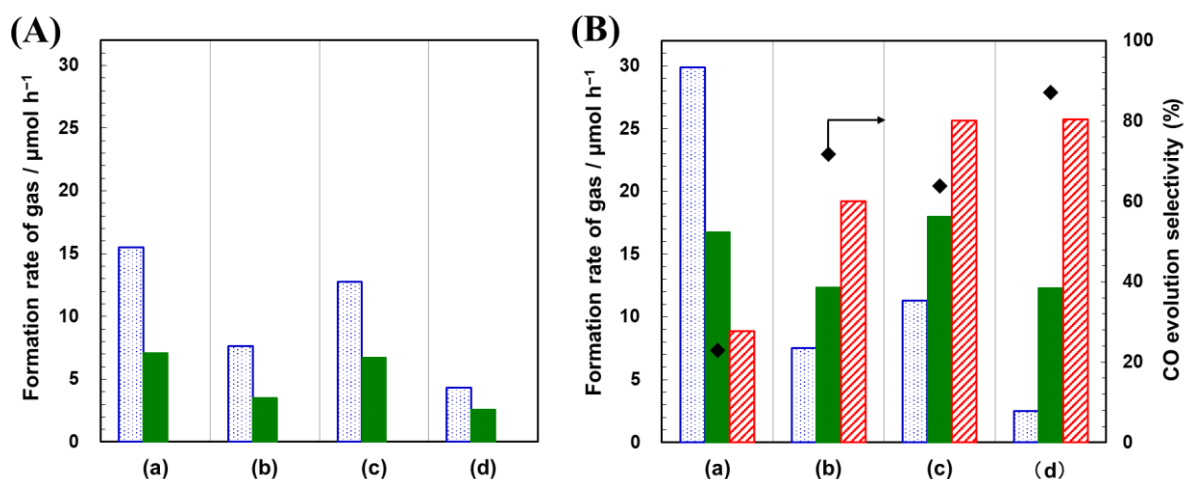 (A)
Formation rate of gas / µmol h⁻¹
30
25
20
15
10
5
0
(a) (b) (c) (d)
(B)
Formation rate of gas / µmol h⁻¹
30
25
20
15
10
5
0
(a) (b) (c) (d)
100
80
60
40
20
0
CO evolution selectivity (%)